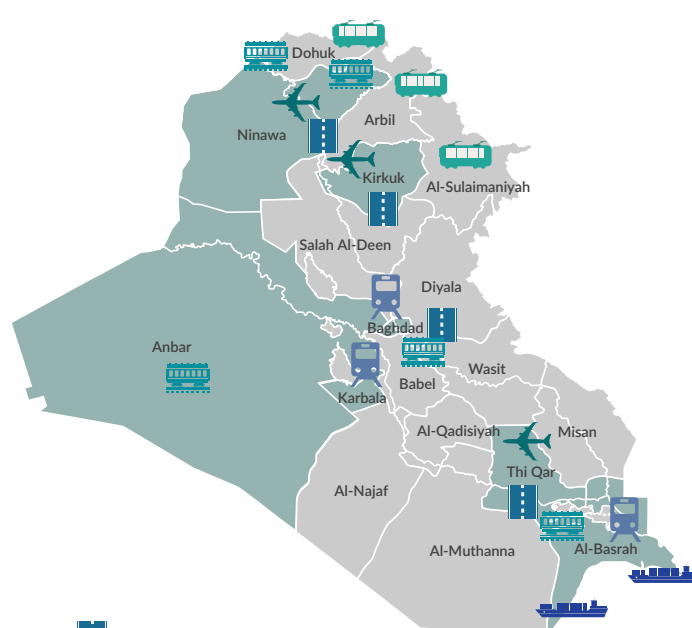 Dohuk
Arbil
Ninawa
Kirkuk
Al-Sulaimaniyah
Salah Al-Deen
Diyala
Baghdad
Anbar
Wasit
Babel
Karbala
Al-Qadisiyah
Misan
Thi Qar
Al-Najaf
Al-Muthanna
Al-Basrah